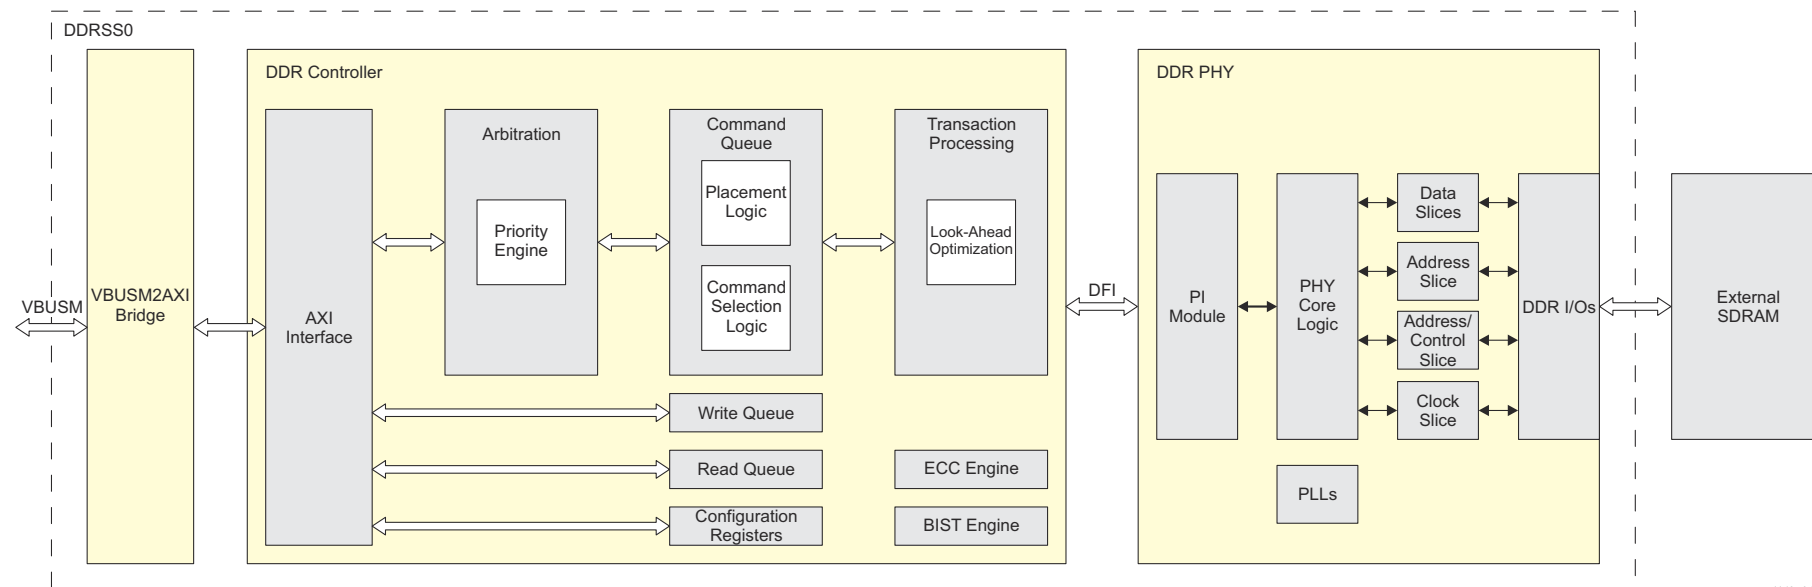 DDRSS0
VBUSM
VBUSM2AXI
Bridge
DDR Controller
AXI
Interface
Arbitration
Priority
Engine
Command
Queue
Placement
Logic
Command
Selection
Logic
Transaction
Processing
Look-Ahead
Optimization
Write Queue
Read Queue
Configuration
Registers
ECC Engine
BIST Engine
DFI
DDR PHY
PI
Module
PHY
Core
Logic
Data
Slices
Address
Slice
Address/
Control
Slice
Clock
Slice
PLLs
DDR I/Os
External
SDRAM